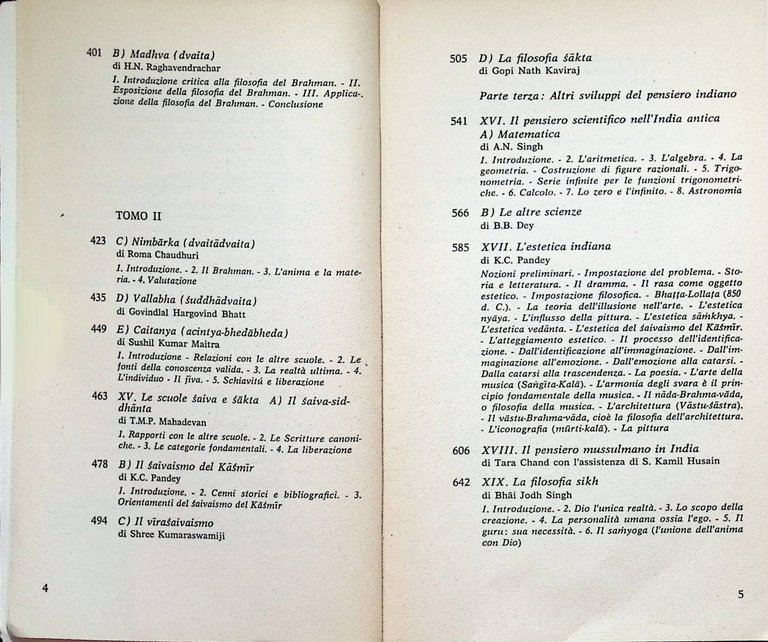 401 B) Madhva (dvaita)
di H.N. Raghavendrachar
I. Introduzione critica alla filosofia del Brahman. - II.
Esposizione della filosofia del Brahman. - III. Applica-
zione della filosofia del Brahman. - Conclusione
TOMO II
423 C) Nimbārka (dvaitādvaita)
di Roma Chaudhuri
1. Introduzione. - 2. Il Brahman. - 3. L'anima e la mate-
ria. - 4. Valutazione
435 D) Vallabha (śuddhādvaita)
di Govindlal Hargovind Bhatt
449 E) Caitanya (acintya-bhedābheda)
di Sushil Kumar Maitra
1. Introduzione - Relazioni con le altre scuole. - 2. Le
fonti della conoscenza valida. - 3. La realtà ultima. - 4.
L'individuo - Il jīva. - 5. Schiavitú e liberazione
463 XV. Le scuole śaiva e śākta A) Il śaiva-sid-
dhānta
di T.M.P. Mahadevan
1. Rapporti con le altre scuole. - 2. Le Scritture canoni-
che. - 3. Le categorie fondamentali. - 4. La liberazione
478 B) Il śaivaismo del Kāśmīr
di K.C. Pandey
1. Introduzione. - 2. Cenni storici e bibliografici. - 3.
Orientamenti del śaivaismo del Kāśmīr
494 C) Il vīraśaivaismo
di Shree Kumaraswamiji
4
505 D) La filosofia śākta
di Gopi Nath Kaviraj
Parte terza: Altri sviluppi del pensiero indiano
541 XVI. Il pensiero scientifico nell'India antica
A) Matematica
di A.N. Singh
1. Introduzione. - 2. L'aritmetica. - 3. L'algebra. - 4. La
geometria. - Costruzione di figure razionali. - 5. Trigo-
nometria. - Serie infinite per le funzioni trigonometri-
che. - 6. Calcolo. - 7. Lo zero e l'infinito. - 8. Astronomia
566 B) Le altre scienze
di B.B. Dey
585 XVII. L'estetica indiana
di K.C. Pandey
Nozioni preliminari. - Impostazione del problema. - Sto-
ria e letteratura. - Il dramma. - Il rasa come oggetto
estetico. - Impostazione filosofica. - Bhaṭṭa-Lollaṭa (850
d. C.). - La teoria dell'illusione nell'arte. - L'estetica
nyāya. - L'influsso della pittura. - L'estetica sāṁkhya. -
L'estetica vedānta. - L'estetica del śaivaismo del Kāśmīr.
- L'atteggiamento estetico. - Il processo dell'identifica-
zione. - Dall'identificazione all'immaginazione. - Dall'im-
maginazione all'emozione. - Dall'emozione alla catarsi. -
Dalla catarsi alla trascendenza. - La poesia. - L'arte della
musica (Saṅgīta-Kalā). - L'armonia degli svara è il prin-
cipio fondamentale della musica. - Il nāda-Brahma-vāda,
o filosofia della musica. - L'architettura (Vāstu-śāstra).
- Il vāstu-Brahma-vāda, cioè la filosofia dell'architettura.
- L'iconografia (mūrti-kalā). - La pittura
606 XVIII. Il pensiero mussulmano in India
di Tara Chand con l'assistenza di S. Kamil Husain
642 XIX. La filosofia sikh
di Bhāi Jodh Singh
1. Introduzione. - 2. Dio l'unica realtà. - 3. Lo scopo della
creazione. - 4. La personalità umana ossia l'ego. - 5. Il
guru: sua necessità. - 6. Il saṁyoga (l'unione dell'anima
con Dio)
5